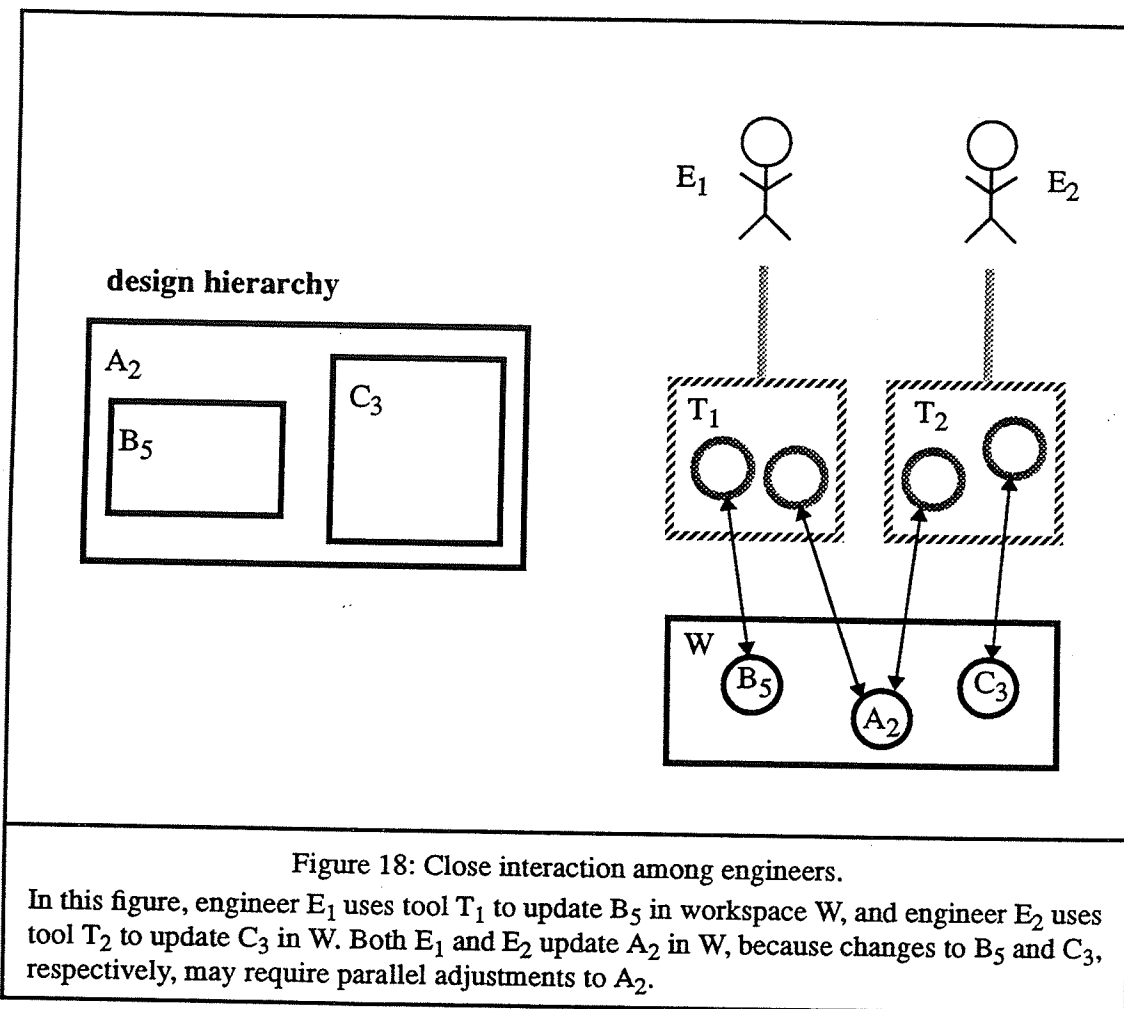 E₁
E₂
design hierarchy
A₂
C₃
B₅
T₁
T₂
W
B₅
C₃
A₂
Figure 18: Close interaction among engineers.
In this figure, engineer E₁ uses tool T₁ to update B₅ in workspace W, and engineer E₂ uses
tool T₂ to update C₃ in W. Both E₁ and E₂ update A₂ in W, because changes to B₅ and C₃,
respectively, may require parallel adjustments to A₂.